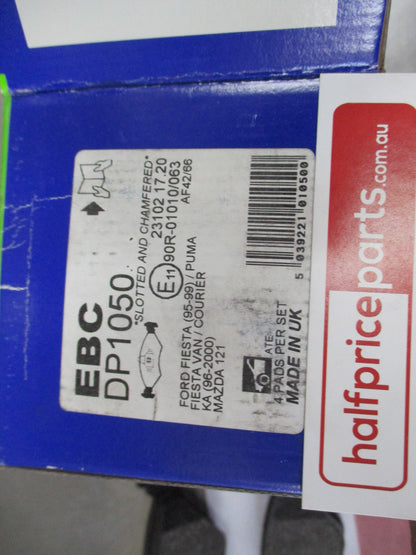 EBC
DP1050
"SLOTTED AND CHAMFERED"
23102 17.20
E11 90R-01010/063
AF42/66
FORD FIESTA (95-99) / PUMA
FIESTA VAN / COURIER
KA (96-2000)
MAZDA 121
ATE
4 PADS PER SET
MADE IN UK
5 039221 010500
halfpriceparts.com.au